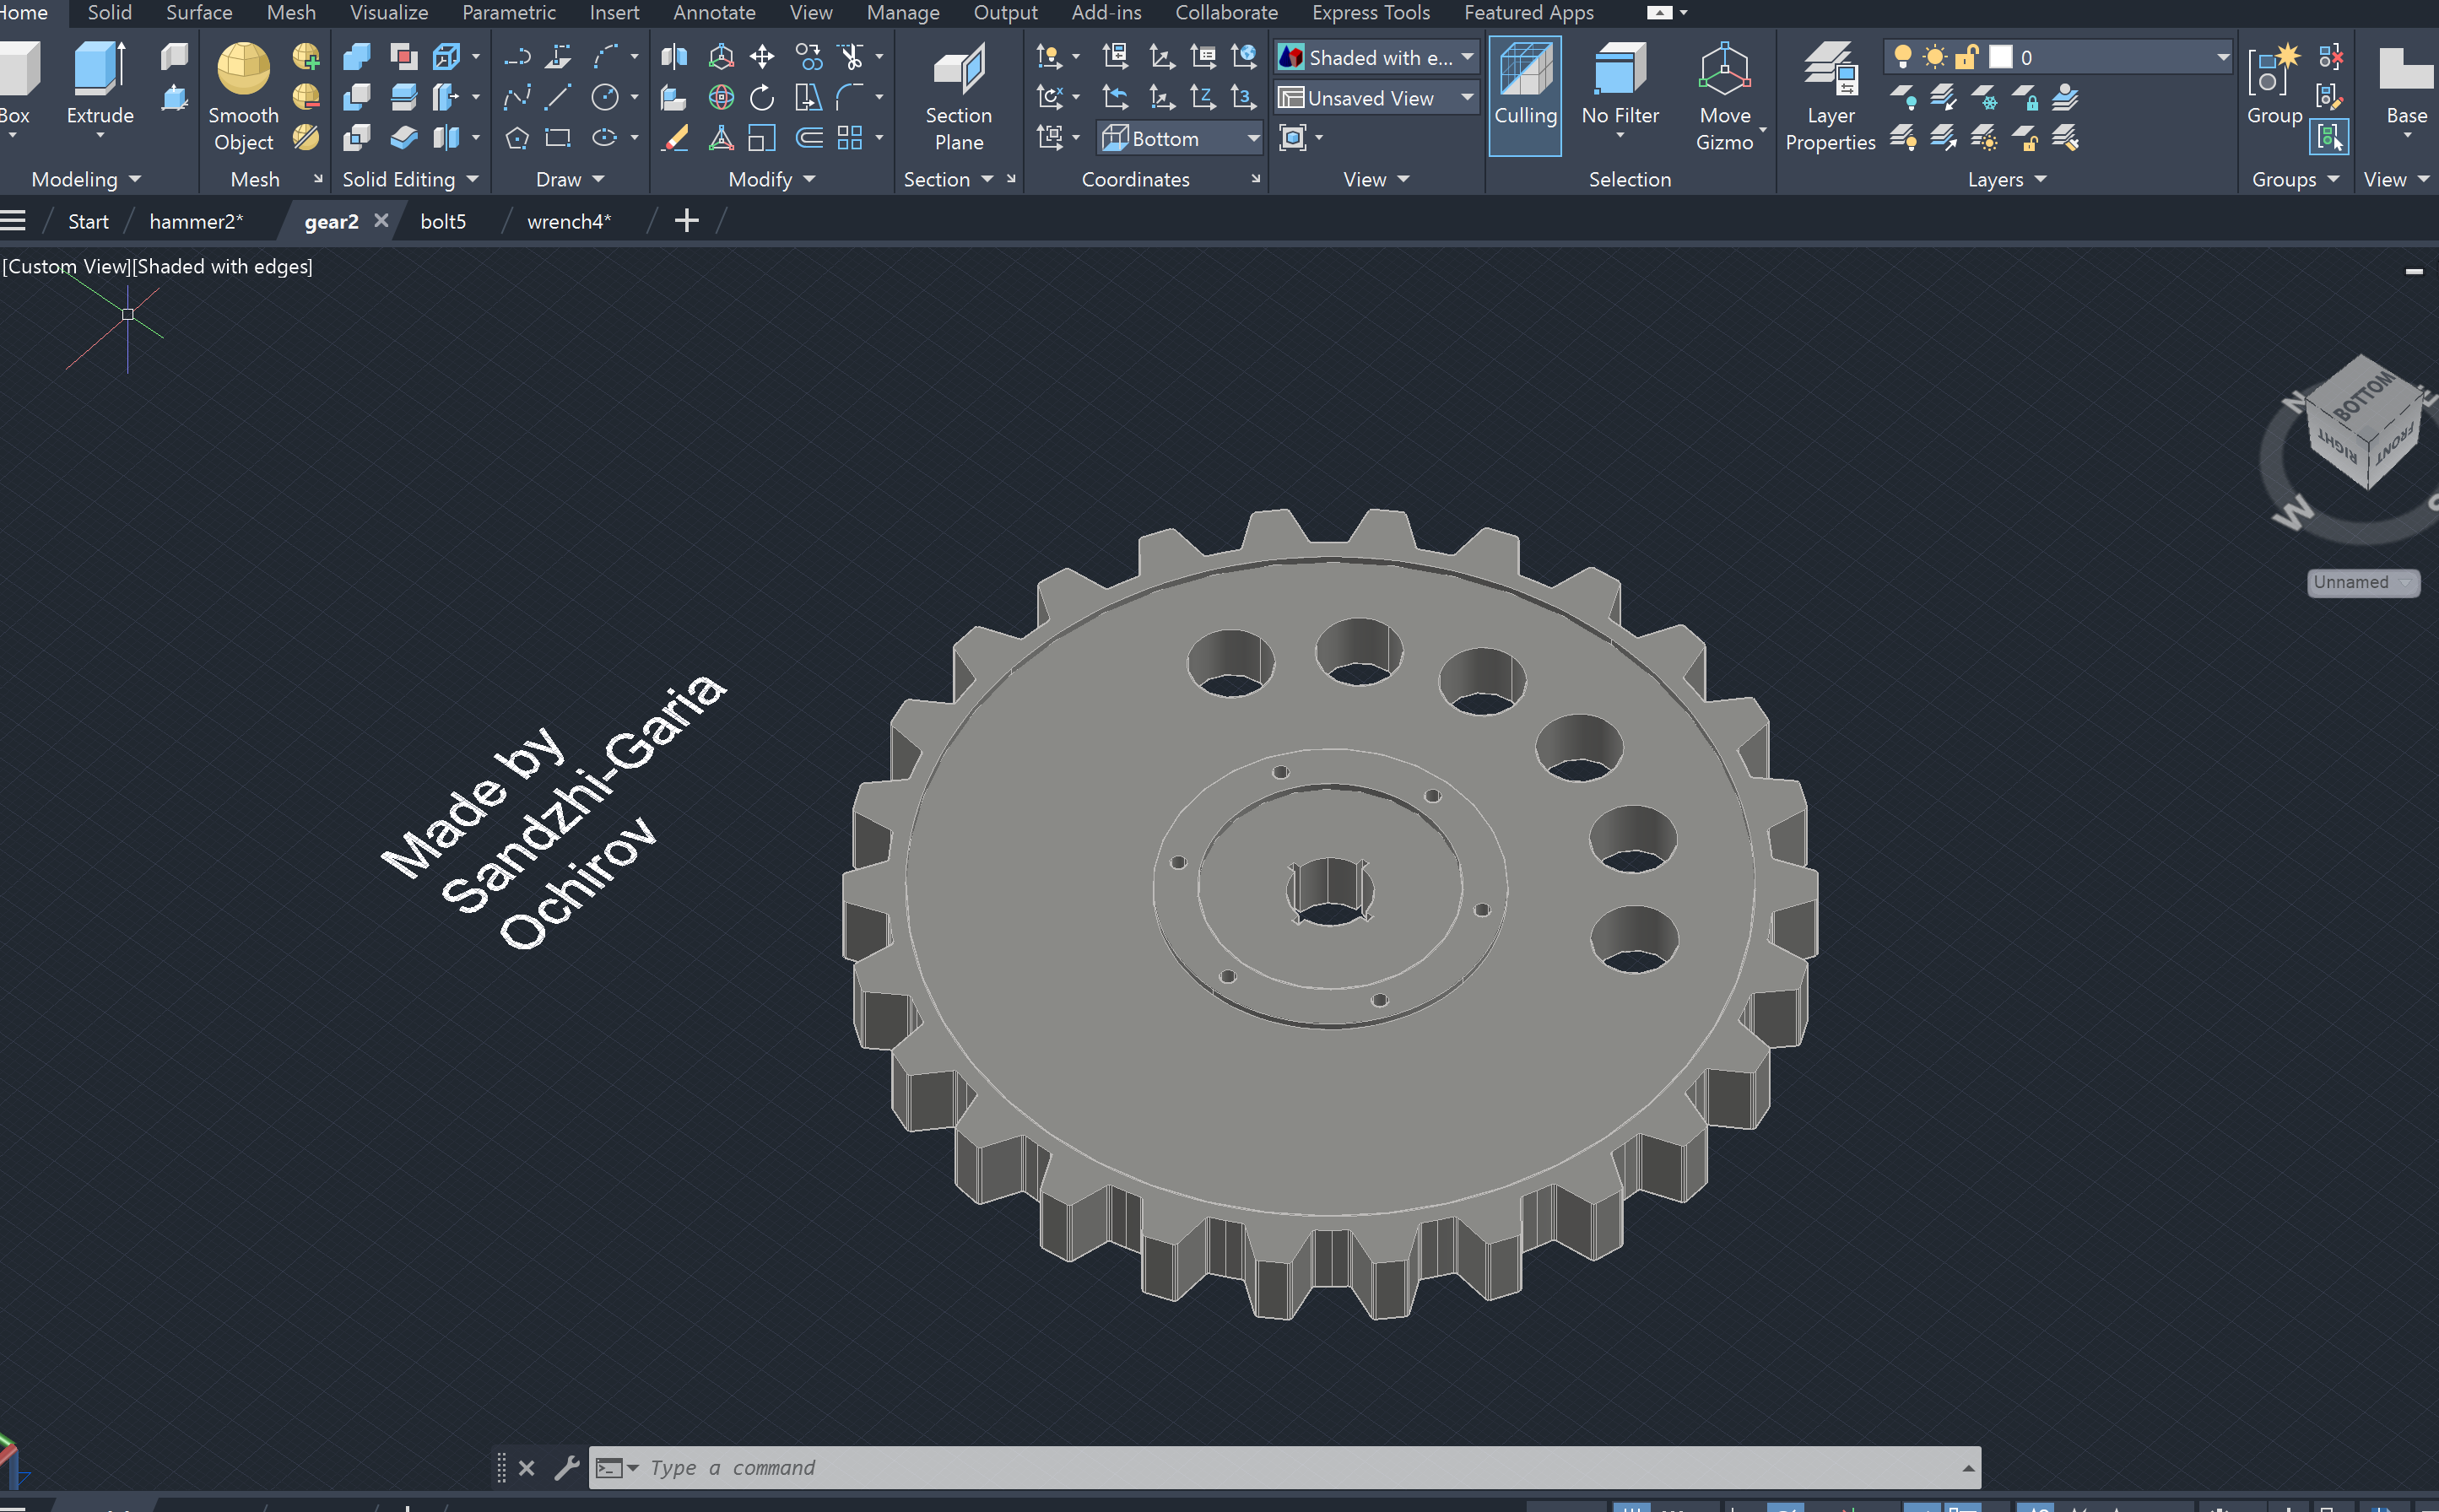 Home Solid Surface Mesh Visualize Parametric Insert Annotate View Manage Output Add-ins Collaborate Express Tools Featured Apps
Box Extrude Smooth Object Section Plane Shaded with e... Unsaved View Bottom Culling No Filter Move Gizmo Layer Properties 0 Group Base
Modeling Mesh Solid Editing Draw Modify Section Coordinates View Selection Layers Groups View
Start hammer2* gear2 bolt5 wrench4*
[Custom View][Shaded with edges]
BOTTOM
RIGHT FRONT
N
W
Unnamed
Made by
Sandzhi-Garia
Ochirov
Type a command